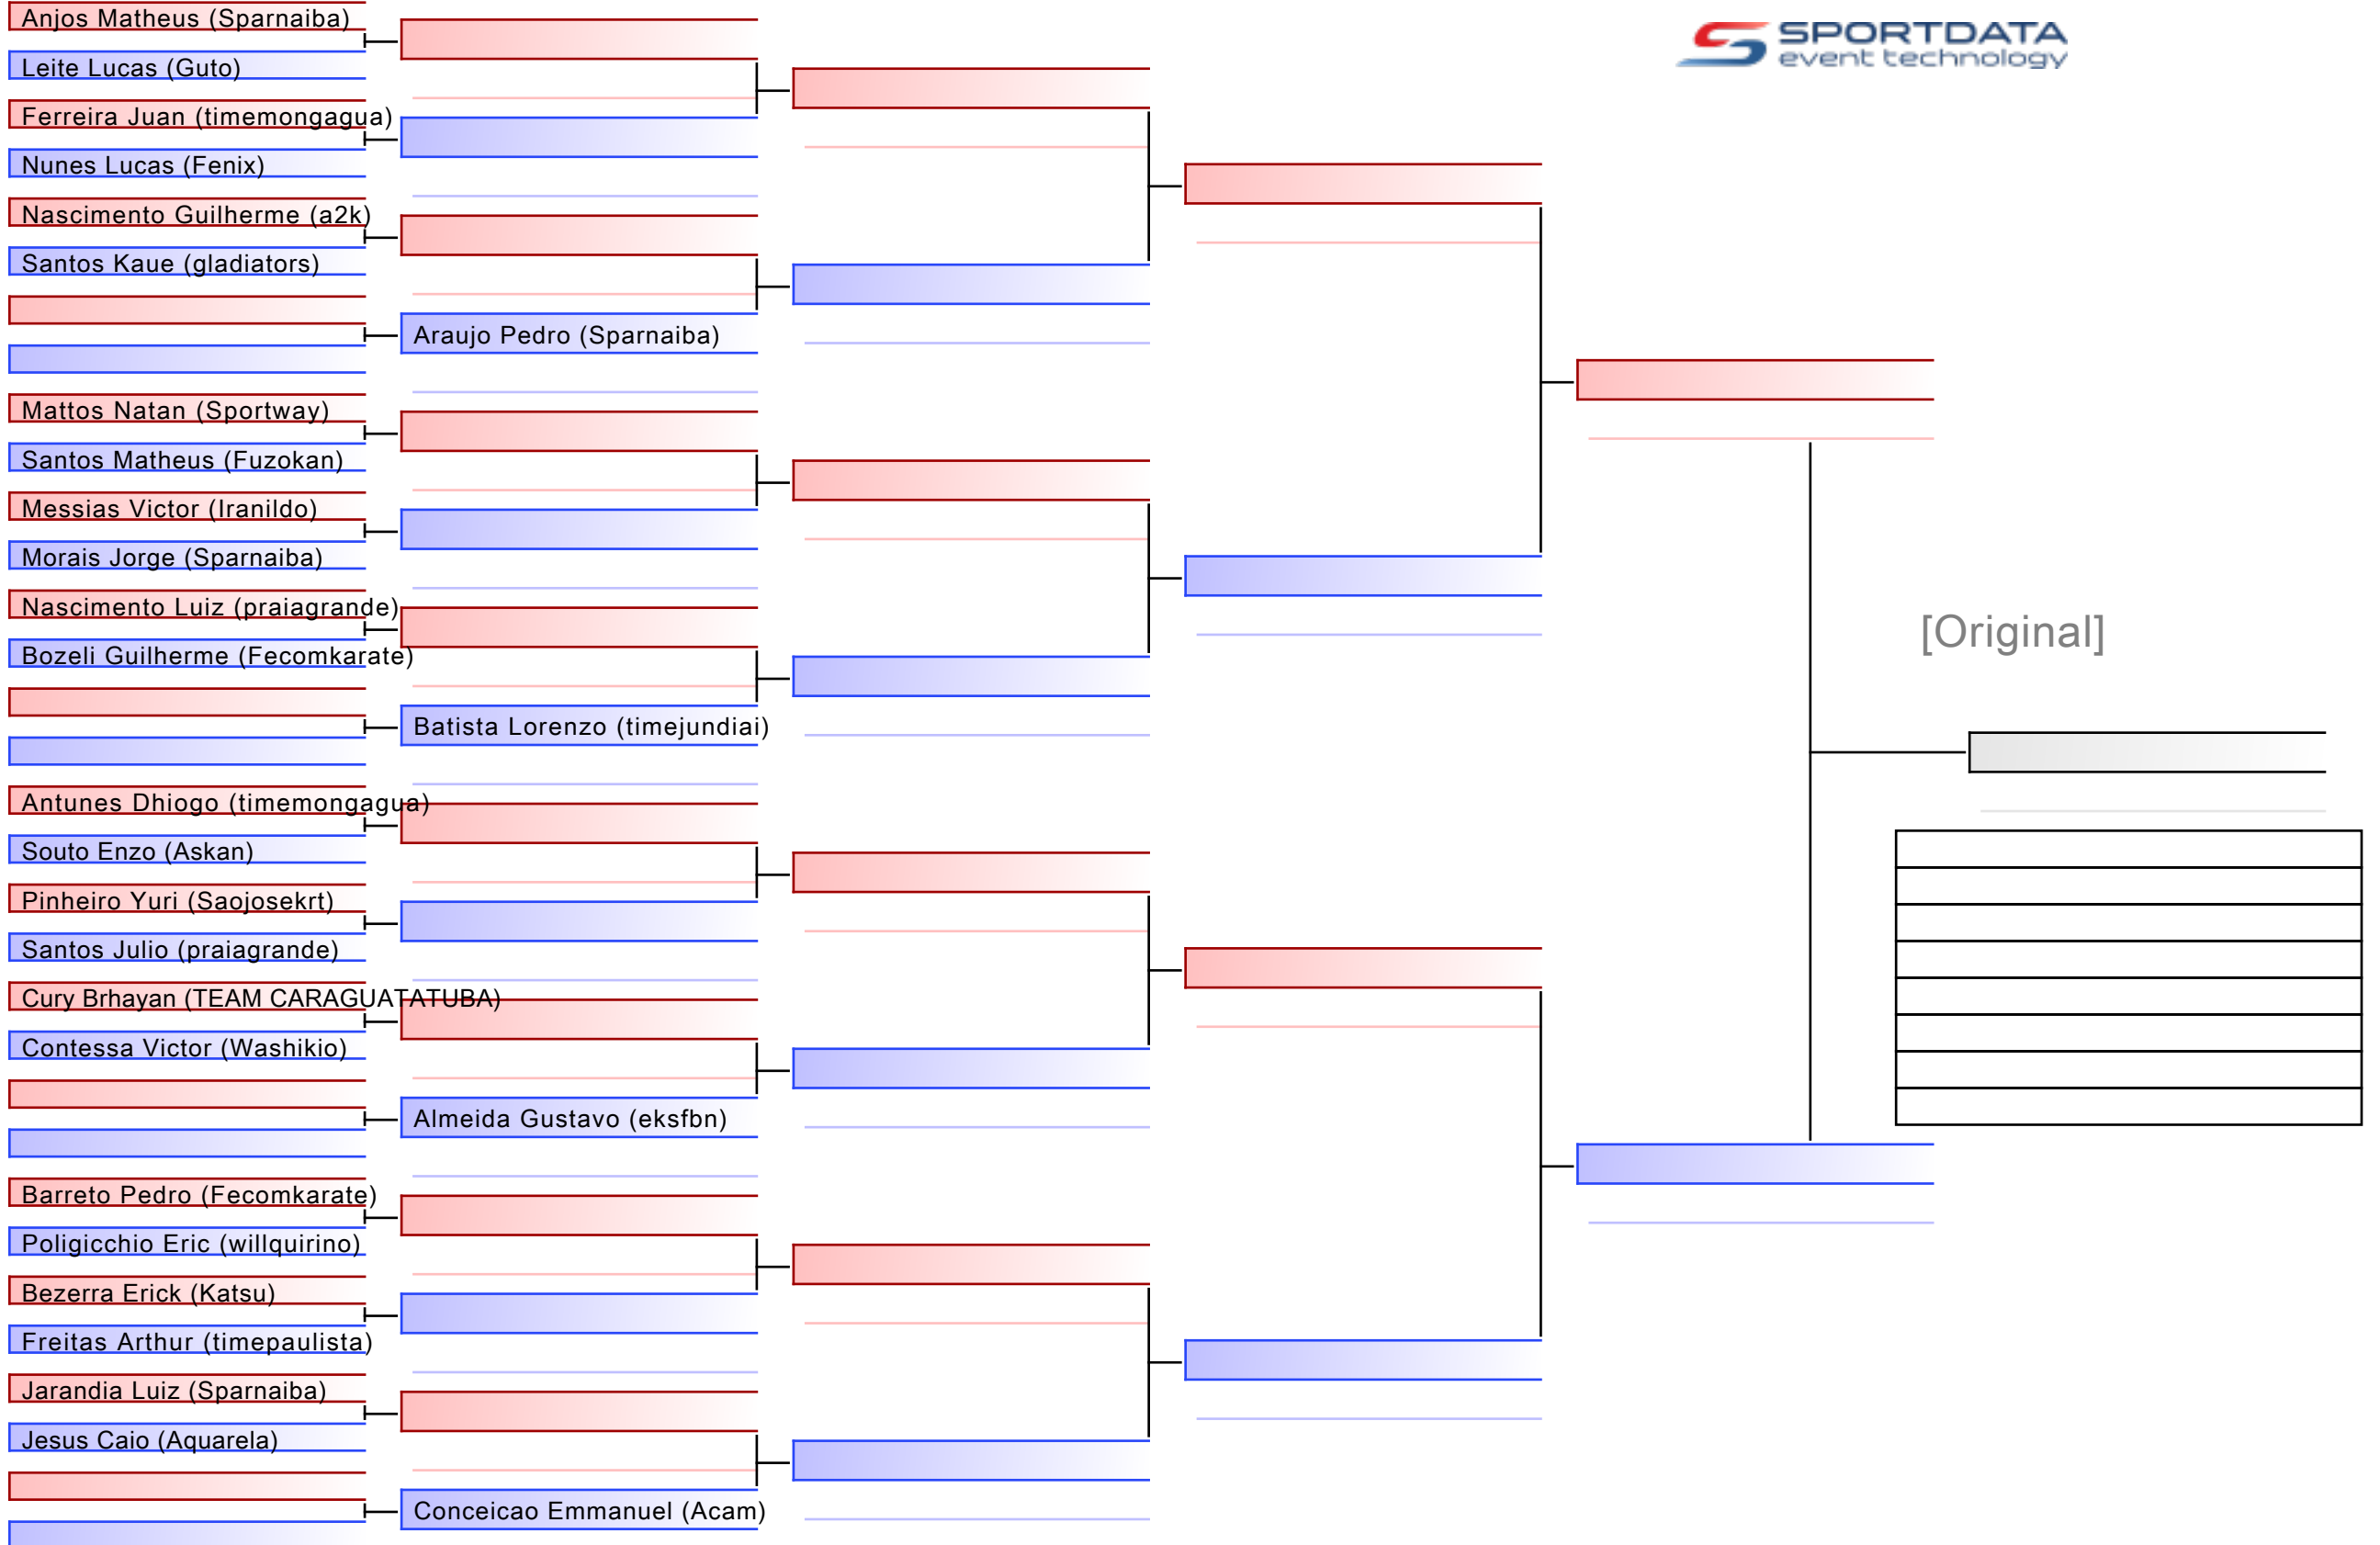 Anjos Matheus (Sparnaiba)
Leite Lucas (Guto)
Ferreira Juan (timemongagua)
Nunes Lucas (Fenix)
Nascimento Guilherme (a2k)
Santos Kaue (gladiators)
Araujo Pedro (Sparnaiba)
Mattos Natan (Sportway)
Santos Matheus (Fuzokan)
Messias Victor (Iranildo)
Morais Jorge (Sparnaiba)
Nascimento Luiz (praiagrande)
Bozeli Guilherme (Fecomkarate)
Batista Lorenzo (timejundiai)
Antunes Dhiogo (timemongagua)
Souto Enzo (Askan)
Pinheiro Yuri (Saojosekrt)
Santos Julio (praiagrande)
Cury Brhayan (TEAM CARAGUATATUBA)
Contessa Victor (Washikio)
Almeida Gustavo (eksfbn)
Barreto Pedro (Fecomkarate)
Poligicchio Eric (willquirino)
Bezerra Erick (Katsu)
Freitas Arthur (timepaulista)
Jarandia Luiz (Sparnaiba)
Jesus Caio (Aquarela)
Conceicao Emmanuel (Acam)
SPORTDATA
event technology
[Original]